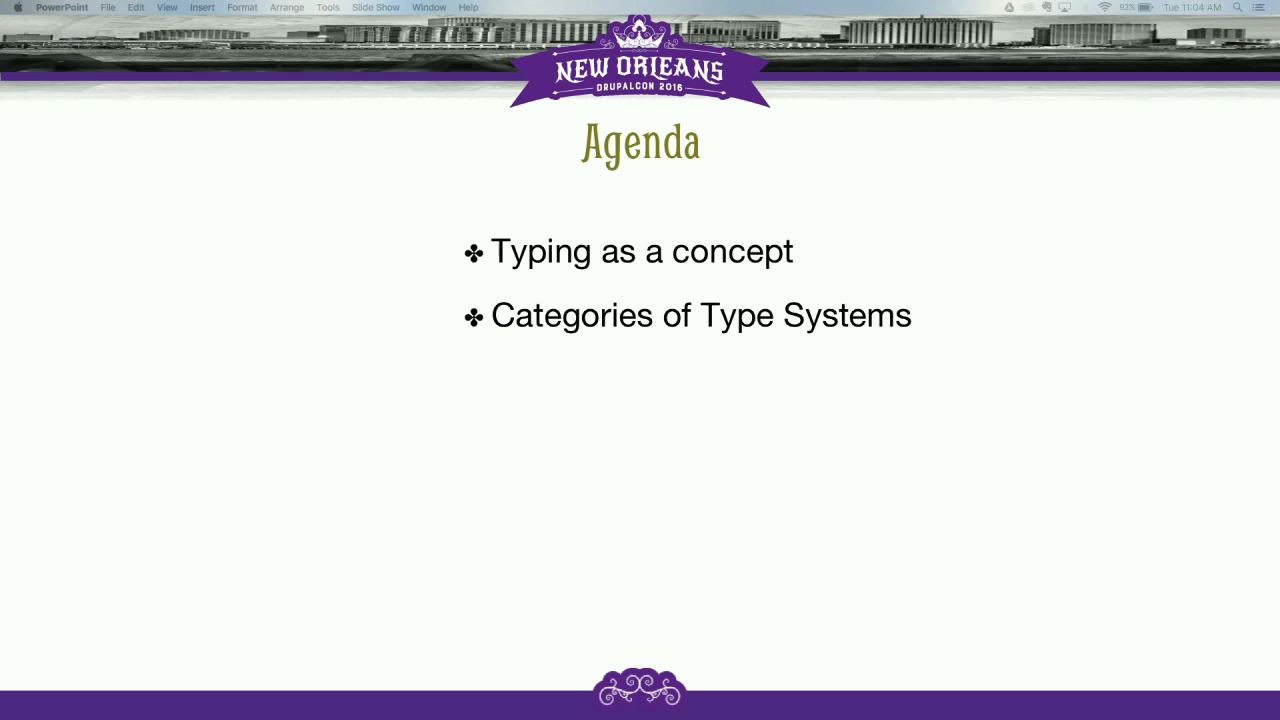 PowerPoint File Edit View Insert Format Arrange Tools Slide Show Window Help 92% Tue 11:04 AM
NEW ORLEANS
DRUPALCON 2016
Agenda
✤ Typing as a concept
✤ Categories of Type Systems